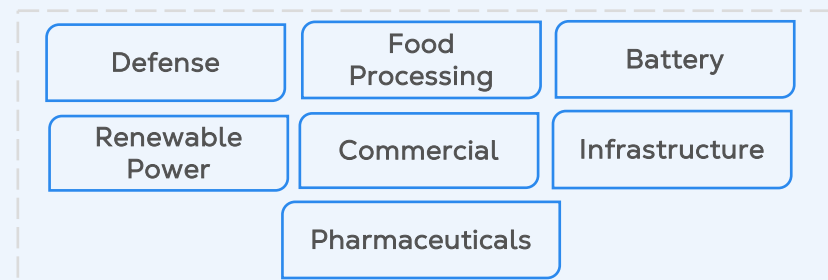 Defense
Food
Processing
Battery
Renewable
Power
Commercial
Infrastructure
Pharmaceuticals